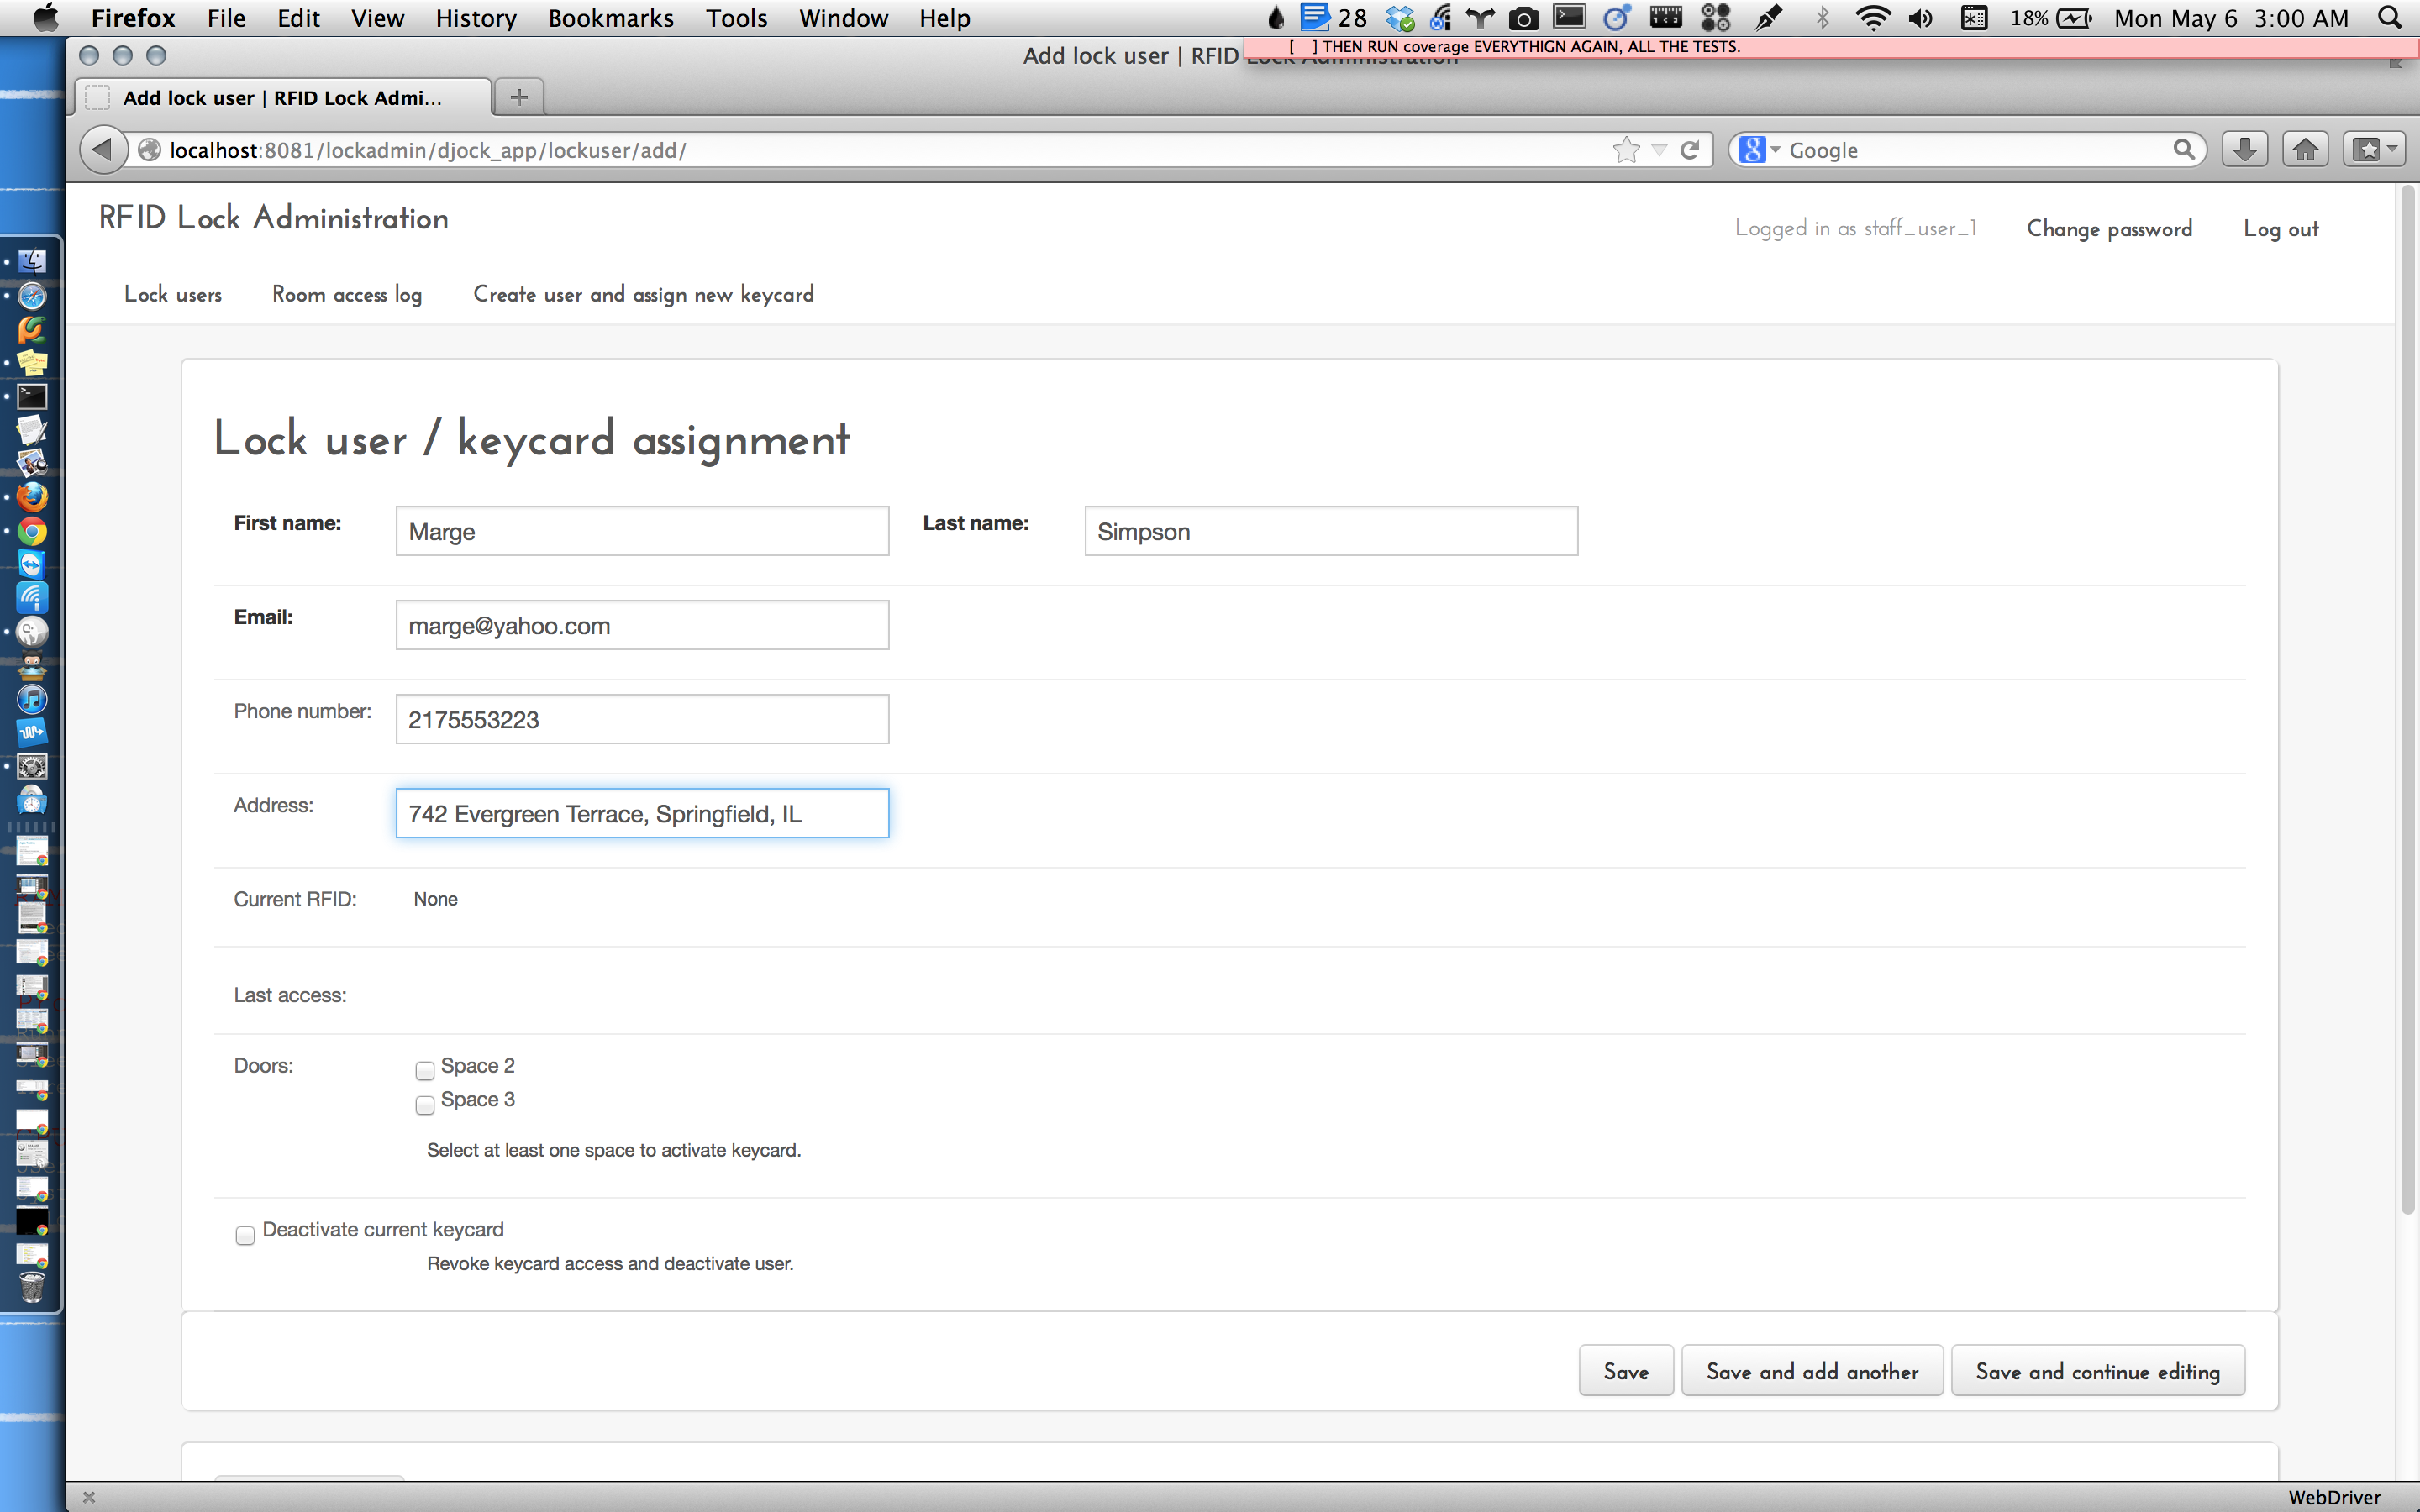 Firefox File Edit View History Bookmarks Tools Window Help 28 18% Mon May 6 3:00 AM
[ ] THEN RUN coverage EVERYTHIGN AGAIN, ALL THE TESTS.
Add lock user | RFID Lock Administration
Add lock user | RFID Lock Admi...
localhost:8081/lockadmin/djock_app/lockuser/add/
Google
RFID Lock Administration
Logged in as staff_user_1 Change password Log out
Lock users Room access log Create user and assign new keycard
Lock user / keycard assignment
First name: Marge Last name: Simpson
Email: marge@yahoo.com
Phone number: 2175553223
Address: 742 Evergreen Terrace, Springfield, IL
Current RFID: None
Last access:
Doors: Space 2
Space 3
Select at least one space to activate keycard.
Deactivate current keycard
Revoke keycard access and deactivate user.
Save Save and add another Save and continue editing
WebDriver